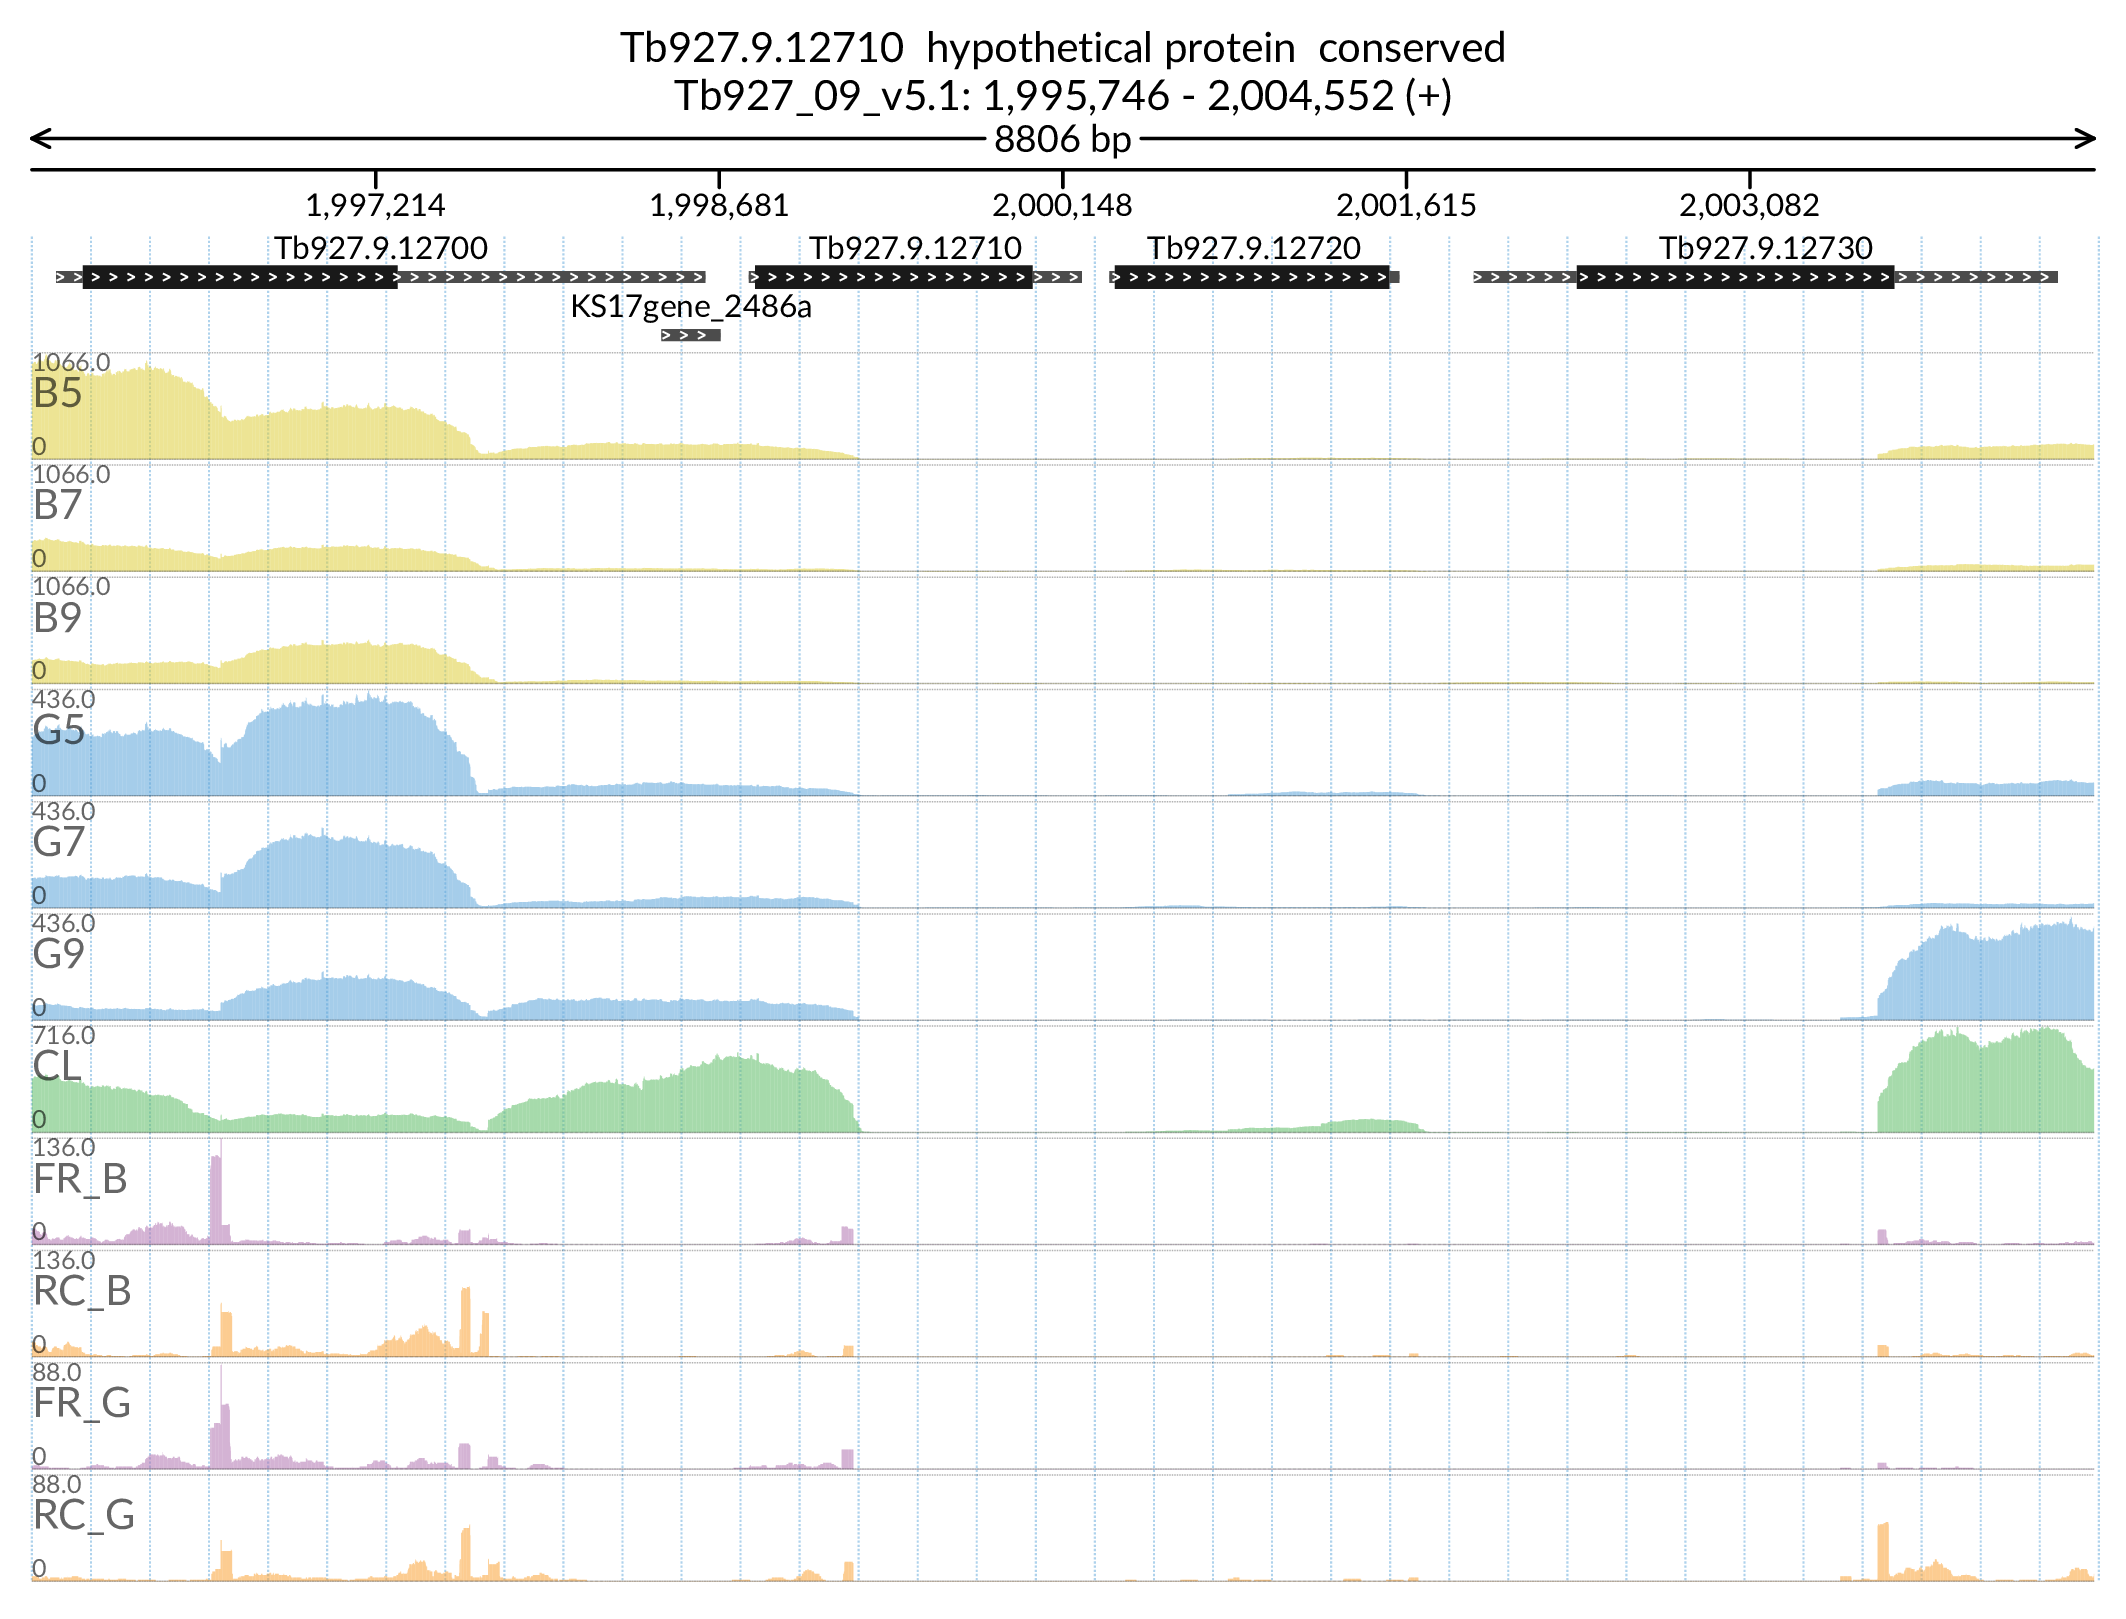 Tb927.9.12710 hypothetical protein conserved
Tb927_09_v5.1: 1,995,746 - 2,004,552 (+)
8806 bp
1,997,214 1,998,681 2,000,148 2,001,615 2,003,082
Tb927.9.12700 Tb927.9.12710 Tb927.9.12720 Tb927.9.12730
KS17gene_2486a
1066.0
B5
0
1066.0
B7
0
1066.0
B9
0
436.0
G5
0
436.0
G7
0
436.0
G9
0
716.0
CL
0
136.0
FR_B
0
136.0
RC_B
0
88.0
FR_G
0
88.0
RC_G
0